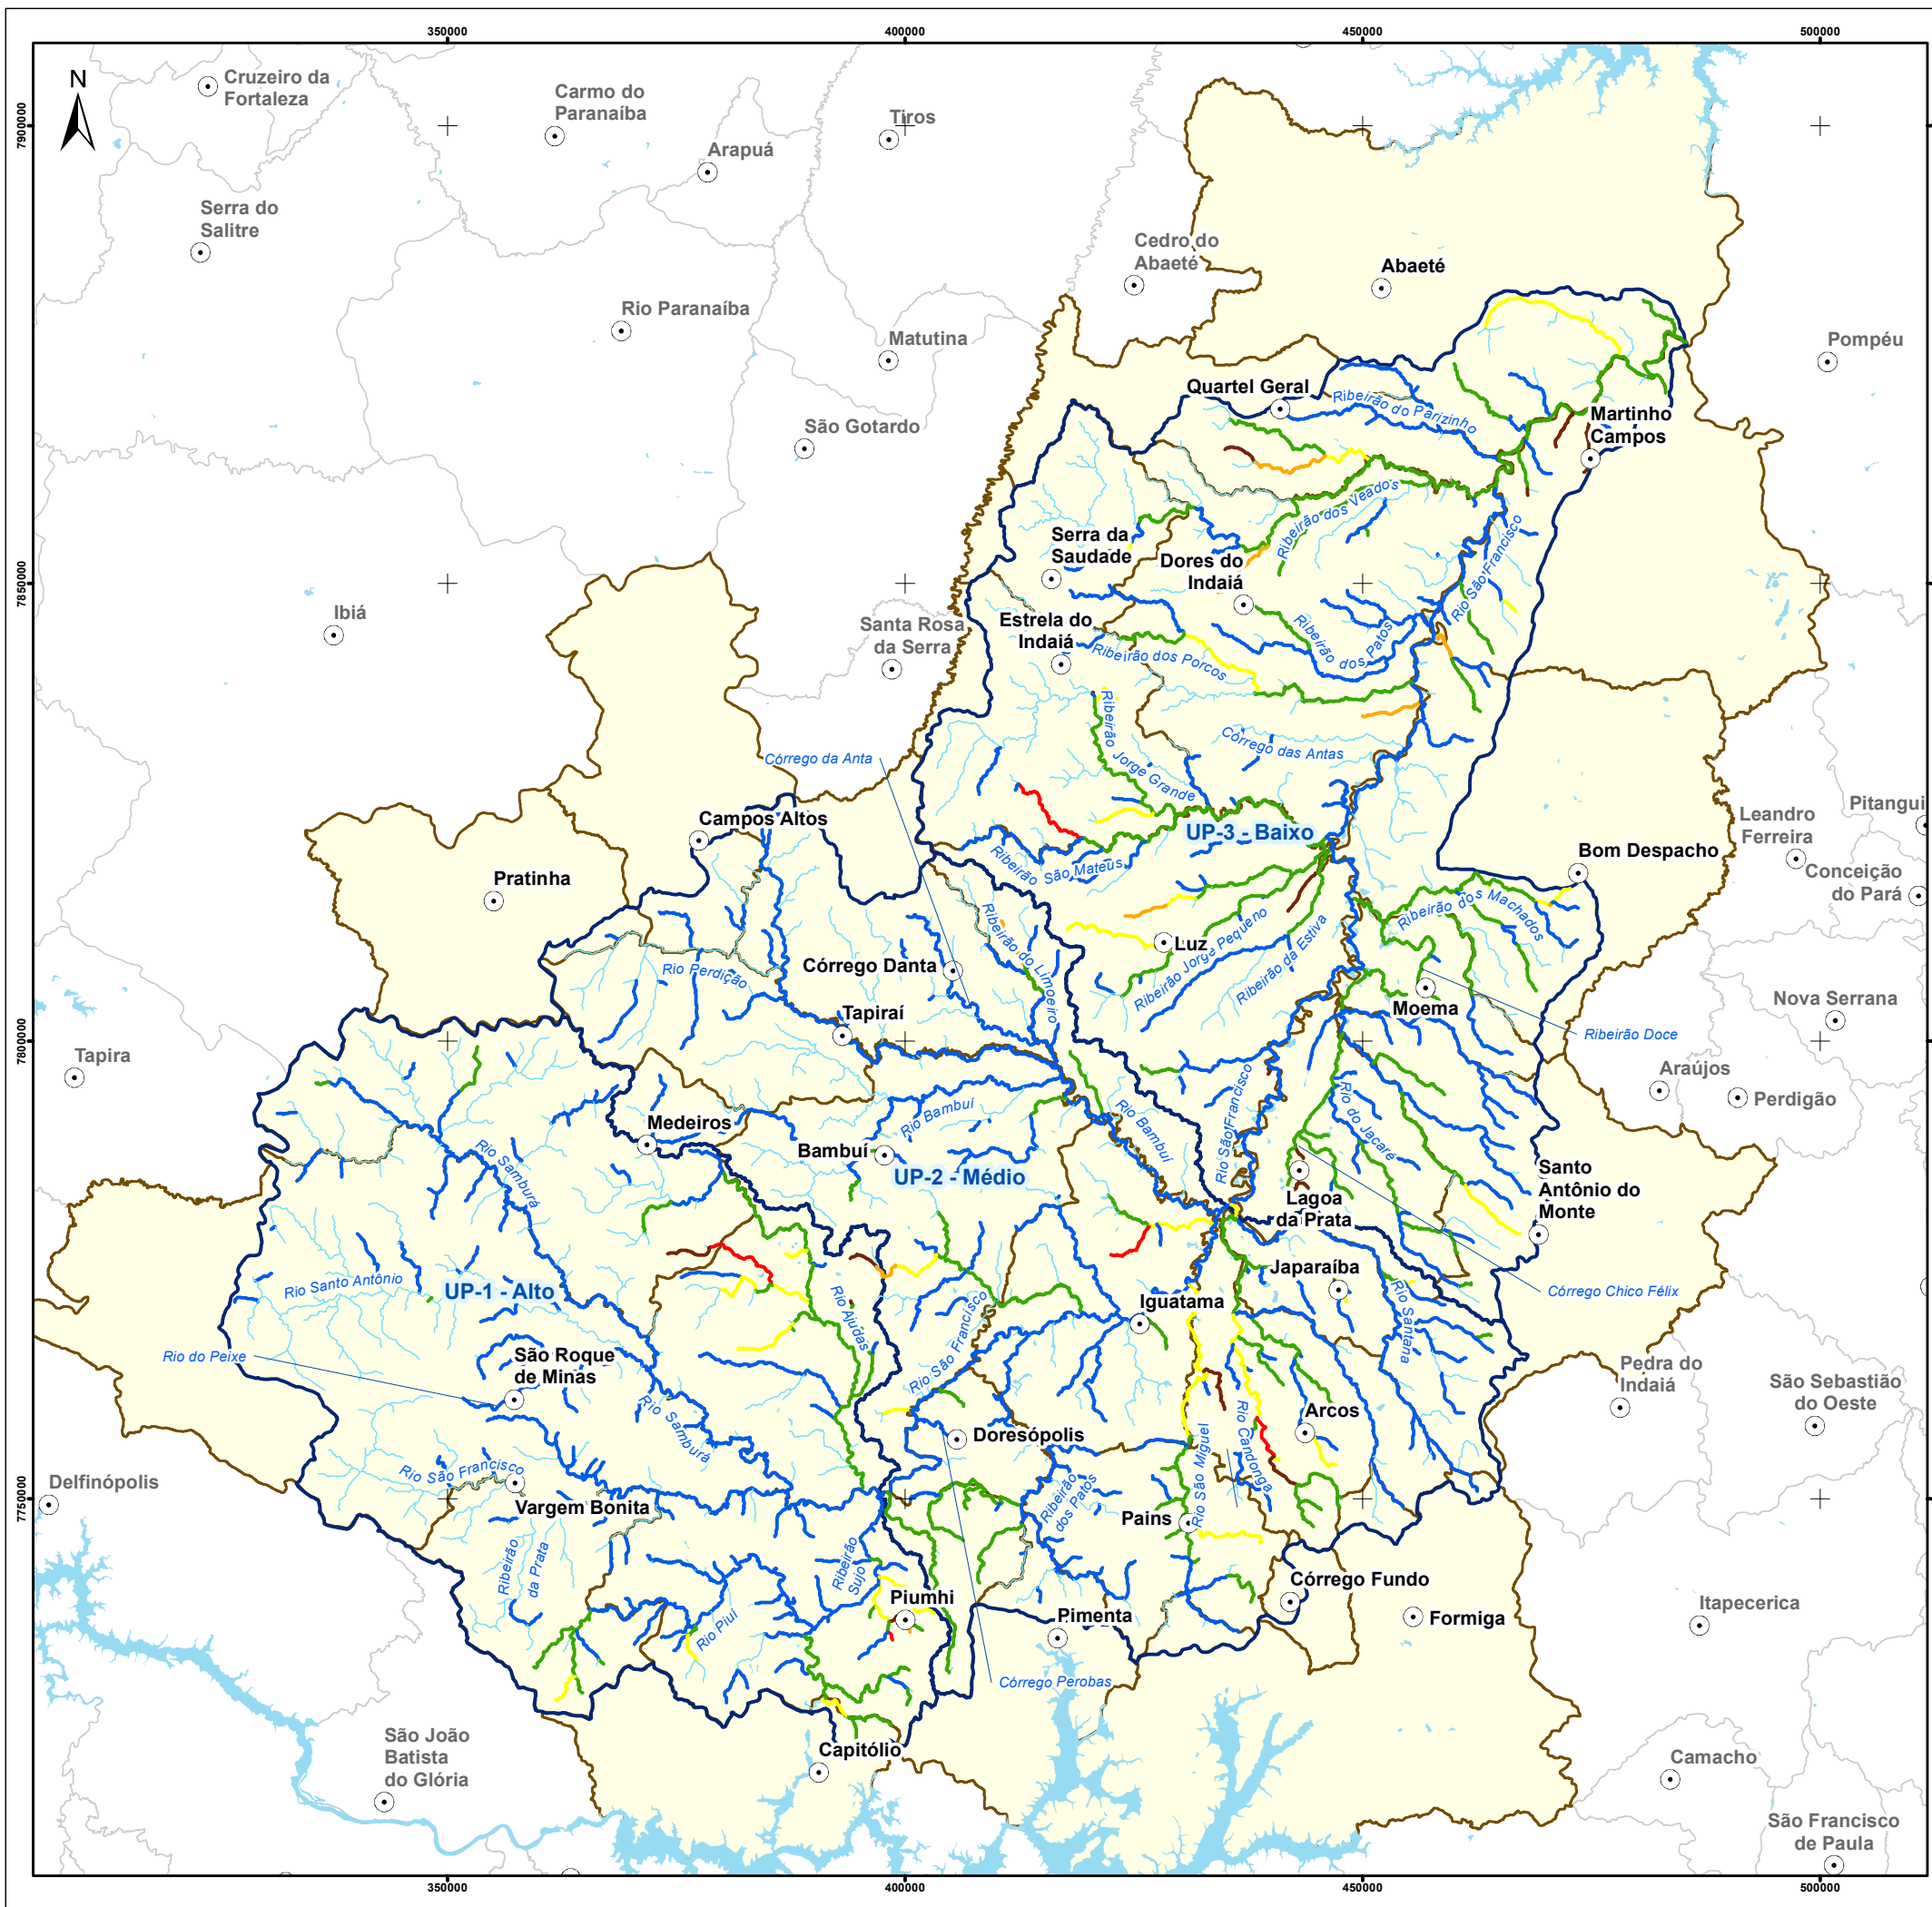 350000
400000
450000
500000
N
Cruzeiro da
Fortaleza
Carmo do
Paranaíba
Tiros
Arapuá
7900000
Serra do
Salitre
Cedro do
Abaeté
Abaeté
Rio Paranaíba
Matutina
Pompéu
Quartel Geral
Ribeirão do Parizinho
Martinho
Campos
São Gotardo
Ribeirão dos Veados
Rio São Francisco
Serra da
Saudade
Dores do
Indaiá
7850000
Ibiá
Santa Rosa
da Serra
Estrela do
Indaiá
Ribeirão dos Patos
Ribeirão dos Porcos
Ribeirão Jorge Grande
Córrego das Antas
Córrego da Anta
Campos Altos
UP-3 - Baixo
Leandro
Ferreira
Pitangui
Bom Despacho
Conceição
do Pará
Pratinha
Ribeirão São Mateus
Ribeirão dos Machados
Ribeirão do Limoeiro
Luz
Ribeirão Jorge Pequeno
Ribeirão da Estiva
Rio Perdição
Córrego Danta
Moema
Nova Serrana
Tapiraí
Ribeirão Doce
7800000
Tapira
Araújos
Perdigão
Rio Bambuí
Rio Bambuí
Rio São Francisco
Rio do Jacaré
Medeiros
Bambuí
UP-2 - Médio
Rio Samburá
Santo
Antônio do
Monte
Lagoa
da Prata
Japaraíba
Rio Santo Antônio
UP-1 - Alto
Córrego Chico Félix
Iguatama
Rio Ajudas
Rio São Francisco
Rio Santana
Rio do Peixe
São Roque
de Minas
Pedra do
Indaiá
São Sebastião
do Oeste
Rio Samburá
Arcos
Doresópolis
Rio São Miguel
Rio Candonga
Delfinópolis
Rio São Francisco
Vargem Bonita
Ribeirão
dos Patos
Pains
7750000
Ribeirão
da Prata
Ribeirão
Sujo
Piumhi
Rio Piuí
Córrego Fundo
Pimenta
Formiga
Itapecerica
Córrego Perobas
São João
Batista
do Glória
Capitólio
Camacho
São Francisco
de Paula
350000
400000
450000
500000